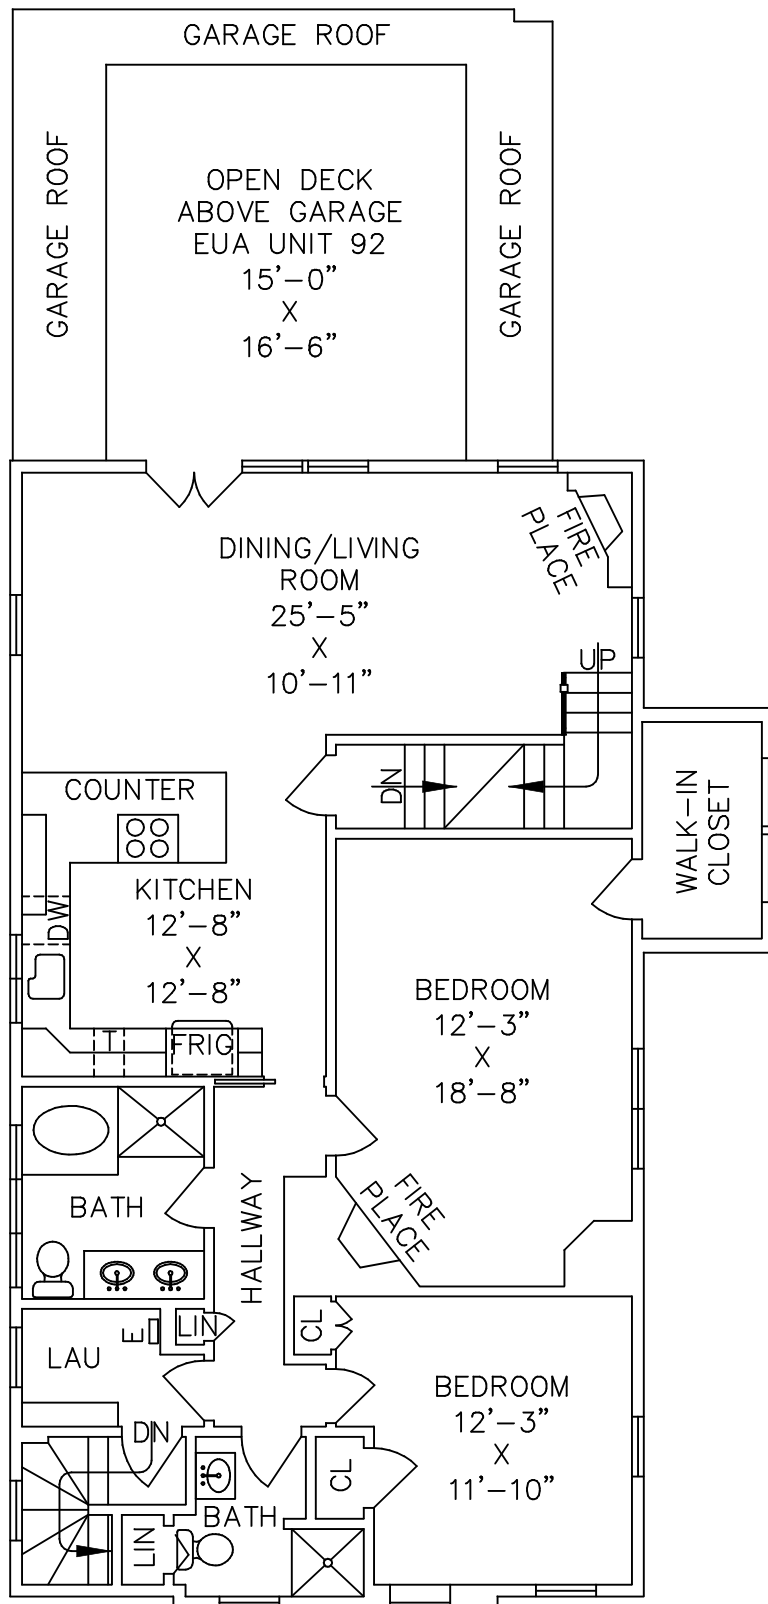 GARAGE ROOF
GARAGE ROOF
OPEN DECK
ABOVE GARAGE
EUA UNIT 92
15'-0"
X
16'-6"
GARAGE ROOF
DINING/LIVING
ROOM
25'-5"
X
10'-11"
FIRE
PLACE
UP
DN
COUNTER
WALK-IN
CLOSET
KITCHEN
12'-8"
X
12'-8"
DW
T
FRIG
BEDROOM
12'-3"
X
18'-8"
BATH
HALLWAY
FIRE
PLACE
LIN
CL
E
LAU
BEDROOM
12'-3"
X
11'-10"
DN
CL
BATH
LIN